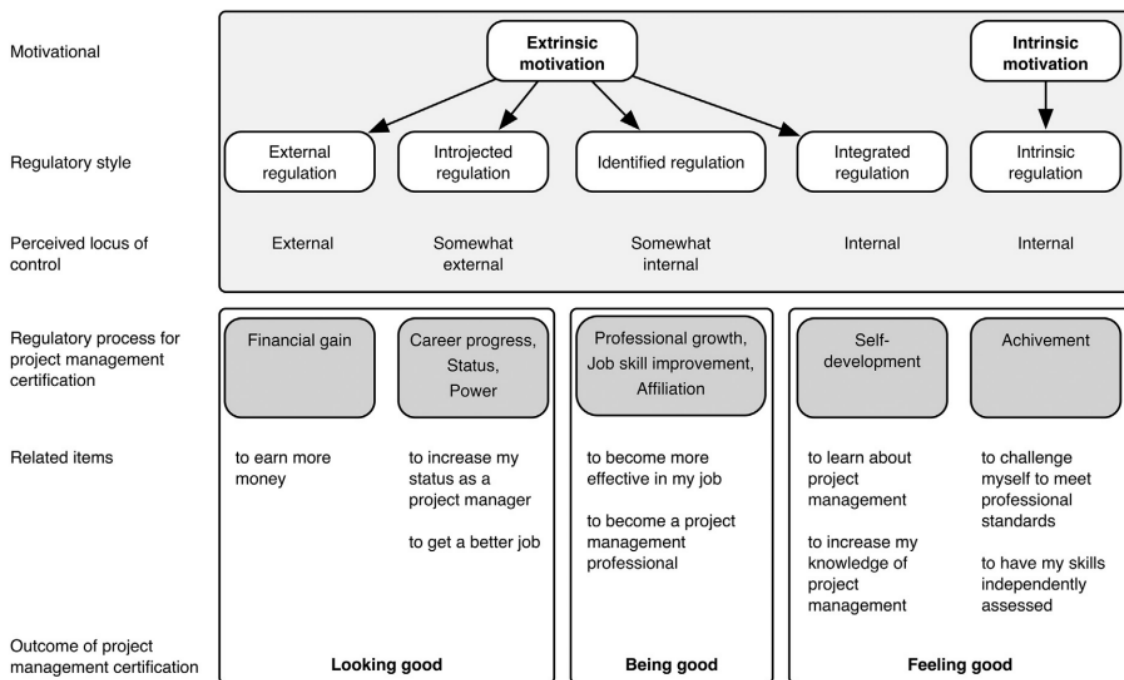 Motivational
Extrinsic
motivation
Intrinsic
motivation
Regulatory style
External
regulation
Introjected
regulation
Identified regulation
Integrated
regulation
Intrinsic
regulation
Perceived locus of
control
External
Somewhat
external
Somewhat
internal
Internal
Internal
Regulatory process for
project management
certification
Financial gain
Career progress,
Status,
Power
Professional growth,
Job skill improvement,
Affiliation
Self-
development
Achivement
Related items
to earn more
money
to increase my
status as a
project manager
to get a better job
to become more
effective in my job
to become a project
management
professional
to learn about
project
management
to increase my
knowledge of
project
management
to challenge
myself to meet
professional
standards
to have my skills
independently
assessed
Outcome of project
management certification
Looking good
Being good
Feeling good